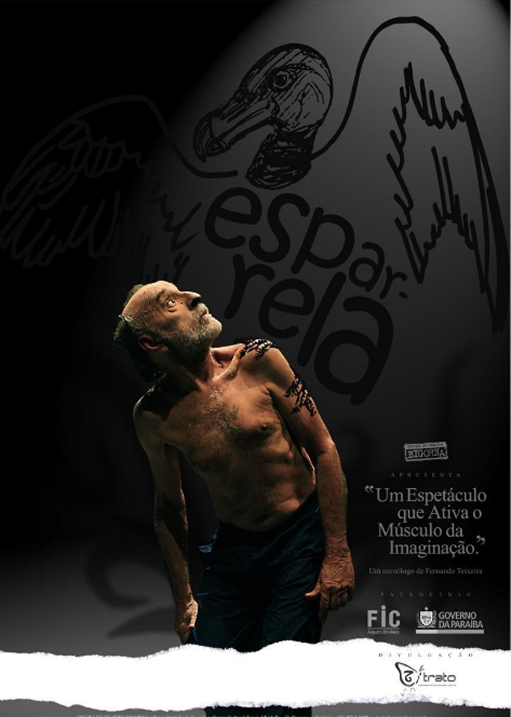 espar.
rela
BIGORNA
APRESENTA
“Um Espetáculo
que Ativa o
Músculo da
Imaginação.”
Um monólogo de Fernando Teixeira
PATROCÍNIO
FIC
GOVERNO
DA PARAÍBA
DIVULGAÇÃO
trato